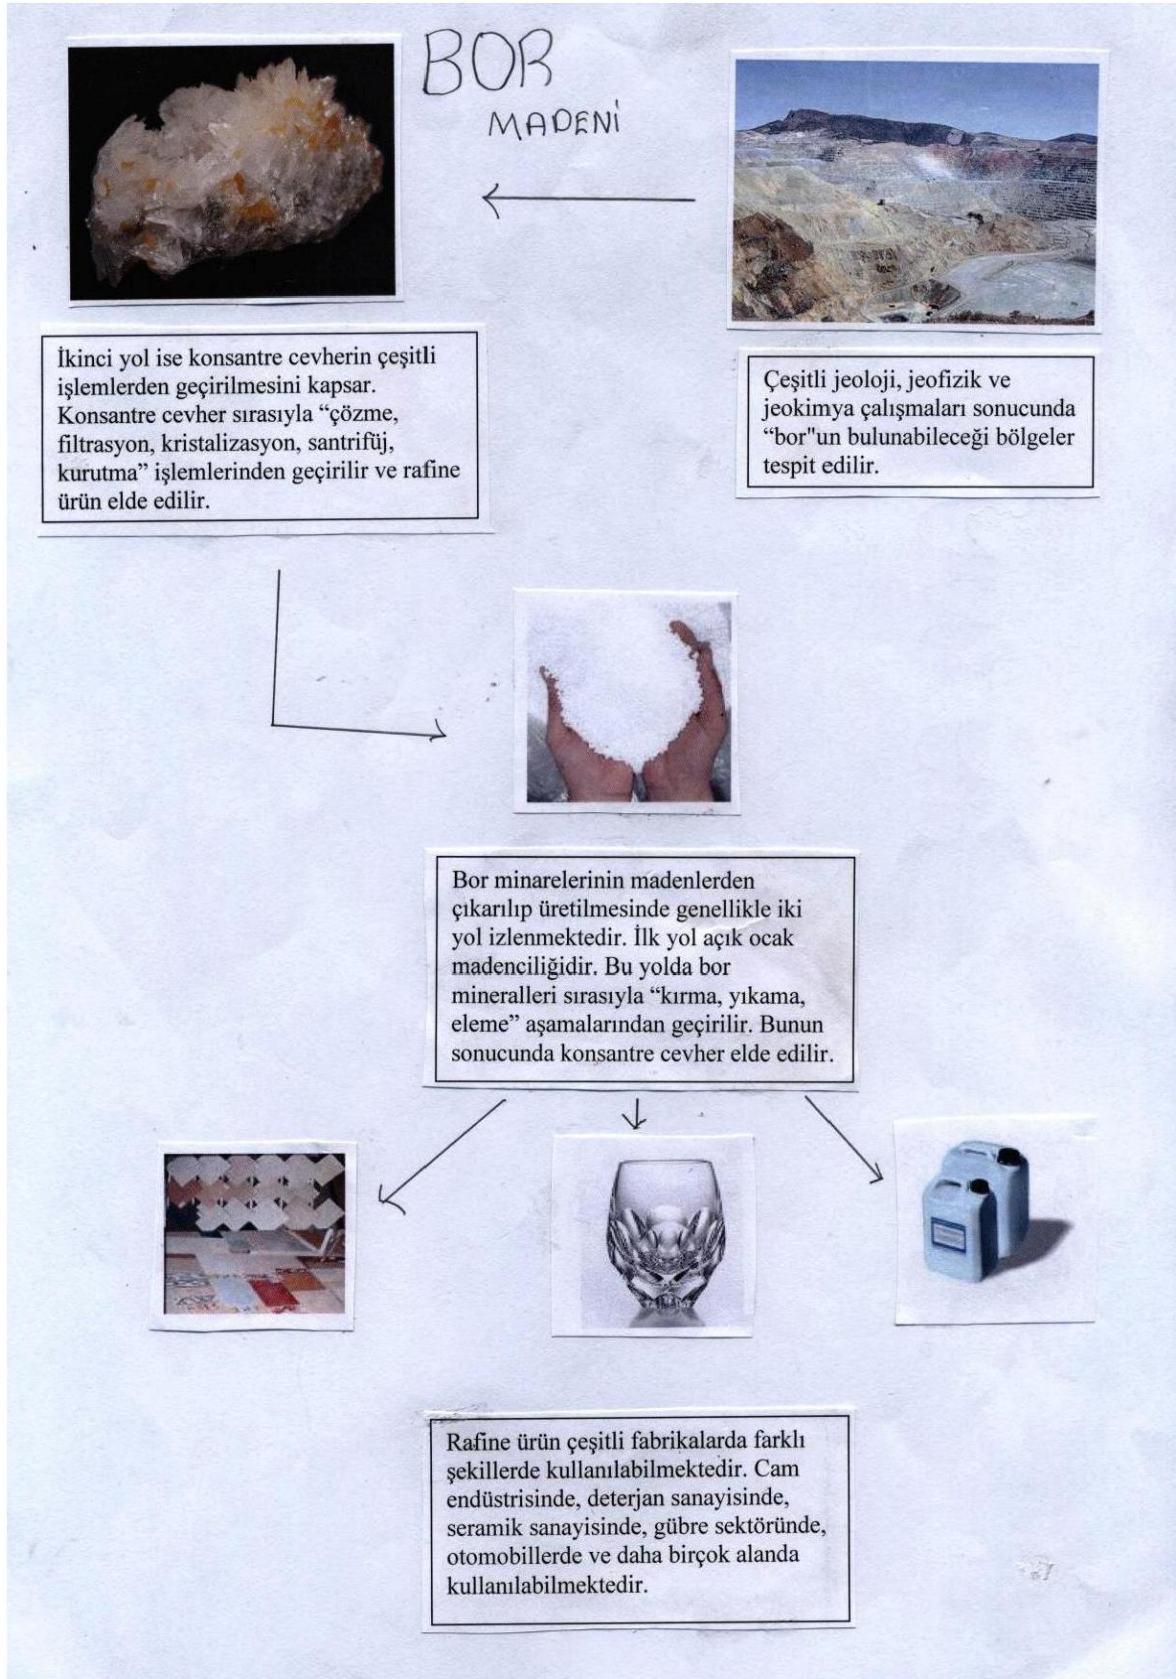 BOR
MADENİ
İkinci yol ise konsantre cevherin çeşitli
işlemlerden geçirilmesini kapsar.
Konsantre cevher sırasıyla “çözme,
filtrasyon, kristalizasyon, santrifüj,
kurutma” işlemlerinden geçirilir ve rafine
ürün elde edilir.
Çeşitli jeoloji, jeofizik ve
jeokimya çalışmaları sonucunda
“bor"un bulunabileceği bölgeler
tespit edilir.
Bor minarelerinin madenlerden
çıkarılıp üretilmesinde genellikle iki
yol izlenmektedir. İlk yol açık ocak
madenciliğidir. Bu yolda bor
mineralleri sırasıyla “kırma, yıkama,
eleme” aşamalarından geçirilir. Bunun
sonucunda konsantre cevher elde edilir.
Rafine ürün çeşitli fabrikalarda farklı
şekillerde kullanılabilmektedir. Cam
endüstrisinde, deterjan sanayisinde,
seramik sanayisinde, gübre sektöründe,
otomobillerde ve daha birçok alanda
kullanılabilmektedir.